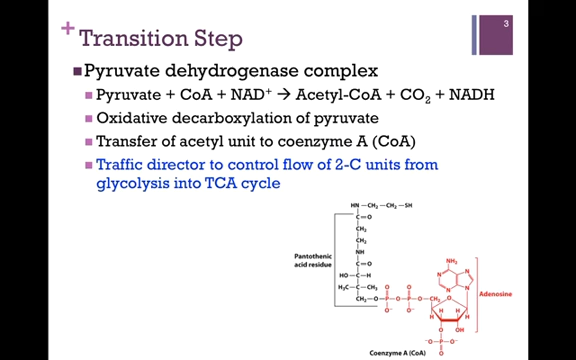 3
+ Transition Step
Pyruvate dehydrogenase complex
Pyruvate + CoA + NAD⁺ → Acetyl-CoA + CO₂ + NADH
Oxidative decarboxylation of pyruvate
Transfer of acetyl unit to coenzyme A (CoA)
Traffic director to control flow of 2-C units from
glycolysis into TCA cycle
HN—CH₂—CH₂—SH
C=O
CH₂
CH₂
NH
Pantothenic
acid residue
C=O
HO—C—H
H₃C—C—CH₃
CH₂—O—P—O—P—O—CH₂
O
O
O⁻
O⁻
NH₂
N
N
N
N
Adenosine
O
H
H
H
H
O
OH
⁻O—P—O⁻
O
Coenzyme A (CoA)